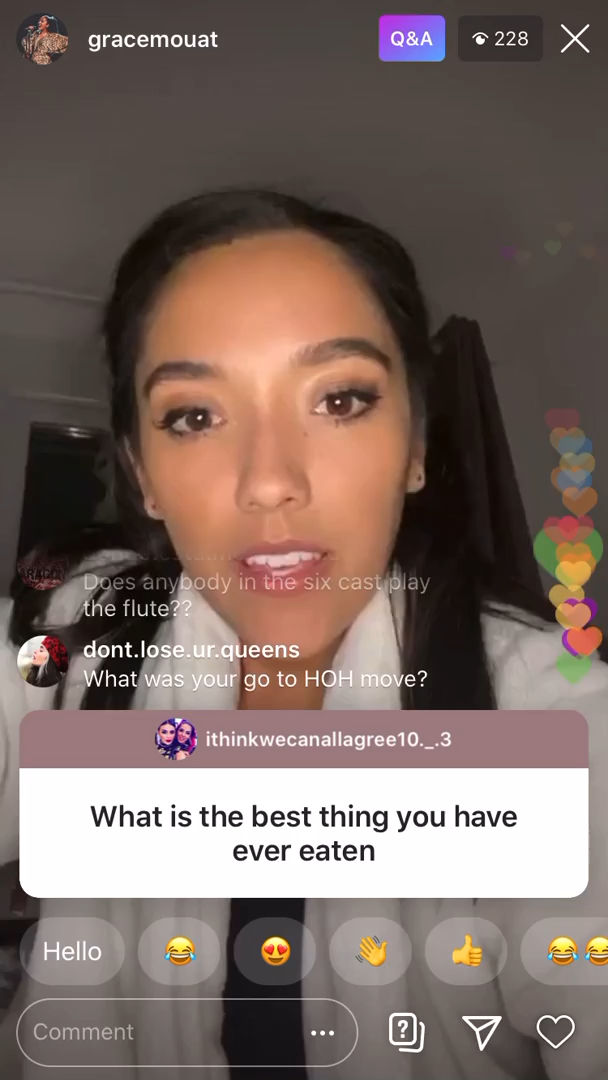 gracemouat
Q&A
228
Does anybody in the six cast play
the flute??
dont.lose.ur.queens
What was your go to HOH move?
ithinkwecanallagree10._.3
What is the best thing you have
ever eaten
Hello
Comment